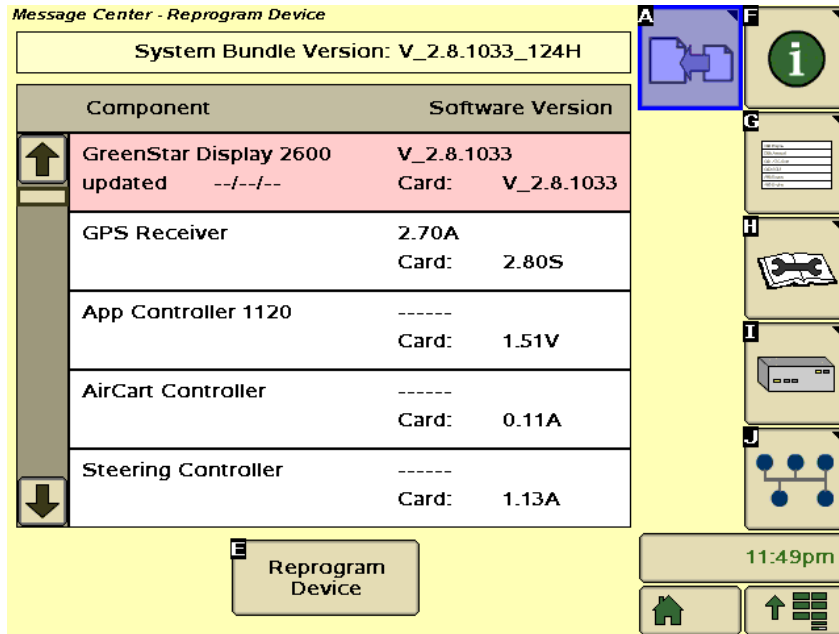 Message Center - Reprogram Device
System Bundle Version: V_2.8.1033_124H
Component Software Version
GreenStar Display 2600 V_2.8.1033
updated --/--/-- Card: V_2.8.1033
GPS Receiver 2.70A
Card: 2.80S
App Controller 1120 ------
Card: 1.51V
AirCart Controller ------
Card: 0.11A
Steering Controller ------
Card: 1.13A
E
Reprogram
Device
A
F
G
H
I
J
11:49pm